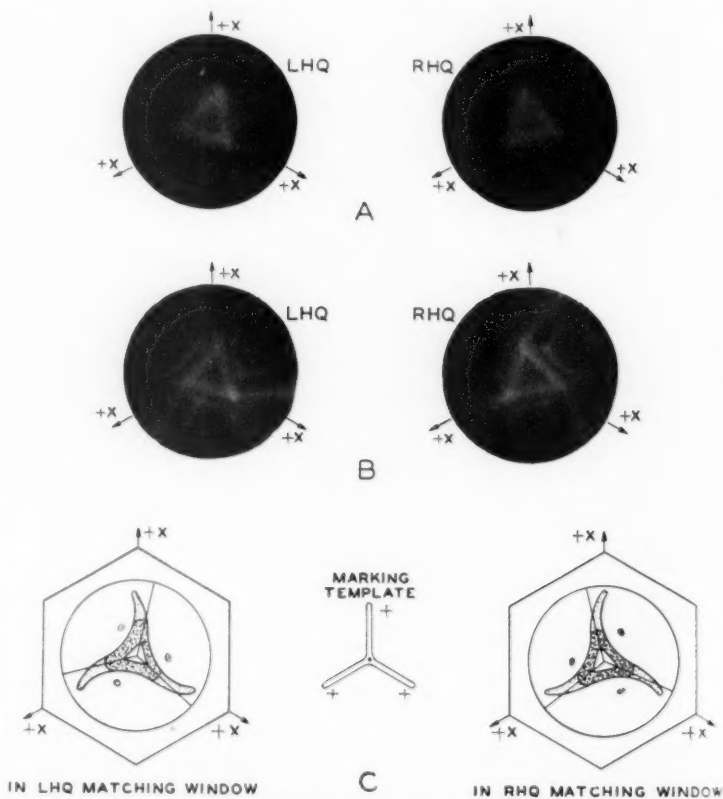 +X +X
LHQ RHQ
+X +X +X +X
A
+X +X
LHQ RHQ
+X +X +X +X
B
+X +X
MARKING
TEMPLATE
+
+ +
+X +X +X +X
IN LHQ MATCHING WINDOW C IN RHQ MATCHING WINDOW